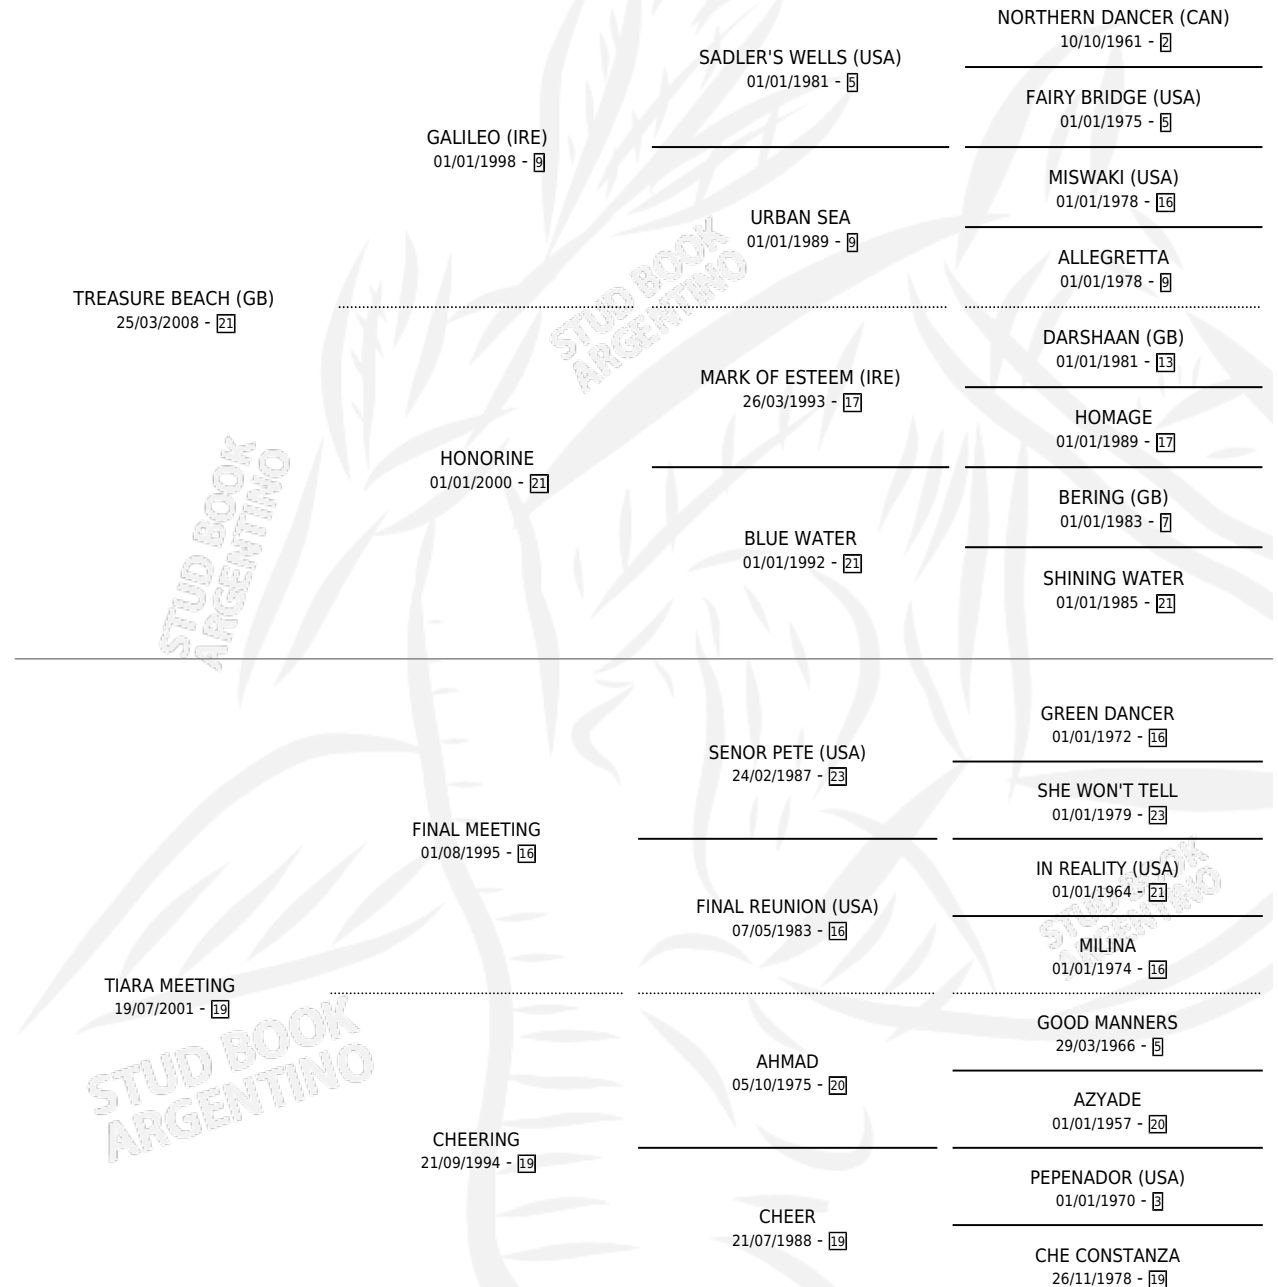 NORTHERN DANCER (CAN)
10/10/1961 - 2
SADLER'S WELLS (USA)
01/01/1981 - 5
FAIRY BRIDGE (USA)
01/01/1975 - 5
GALILEO (IRE)
01/01/1998 - 9
MISWAKI (USA)
01/01/1978 - 16
URBAN SEA
01/01/1989 - 9
ALLEGRETTA
01/01/1978 - 9
TREASURE BEACH (GB)
25/03/2008 - 21
DARSHAAN (GB)
01/01/1981 - 13
MARK OF ESTEEM (IRE)
26/03/1993 - 17
HOMAGE
01/01/1989 - 17
HONORINE
01/01/2000 - 21
BERING (GB)
01/01/1983 - 7
BLUE WATER
01/01/1992 - 21
SHINING WATER
01/01/1985 - 21
GREEN DANCER
01/01/1972 - 16
SENOR PETE (USA)
24/02/1987 - 23
SHE WON'T TELL
01/01/1979 - 23
FINAL MEETING
01/08/1995 - 16
IN REALITY (USA)
01/01/1964 - 21
FINAL REUNION (USA)
07/05/1983 - 16
MILINA
01/01/1974 - 16
TIARA MEETING
19/07/2001 - 19
GOOD MANNERS
29/03/1966 - 5
AHMAD
05/10/1975 - 20
AZYADE
01/01/1957 - 20
CHEERING
21/09/1994 - 19
PEPENADOR (USA)
01/01/1970 - 3
CHEER
21/07/1988 - 19
CHE CONSTANZA
26/11/1978 - 19
STUD BOOK
ARGENTINO
STUD BOOK
ARGENTINO
STUD BOOK
ARGENTINO
STUD BOOK
ARGENTINO